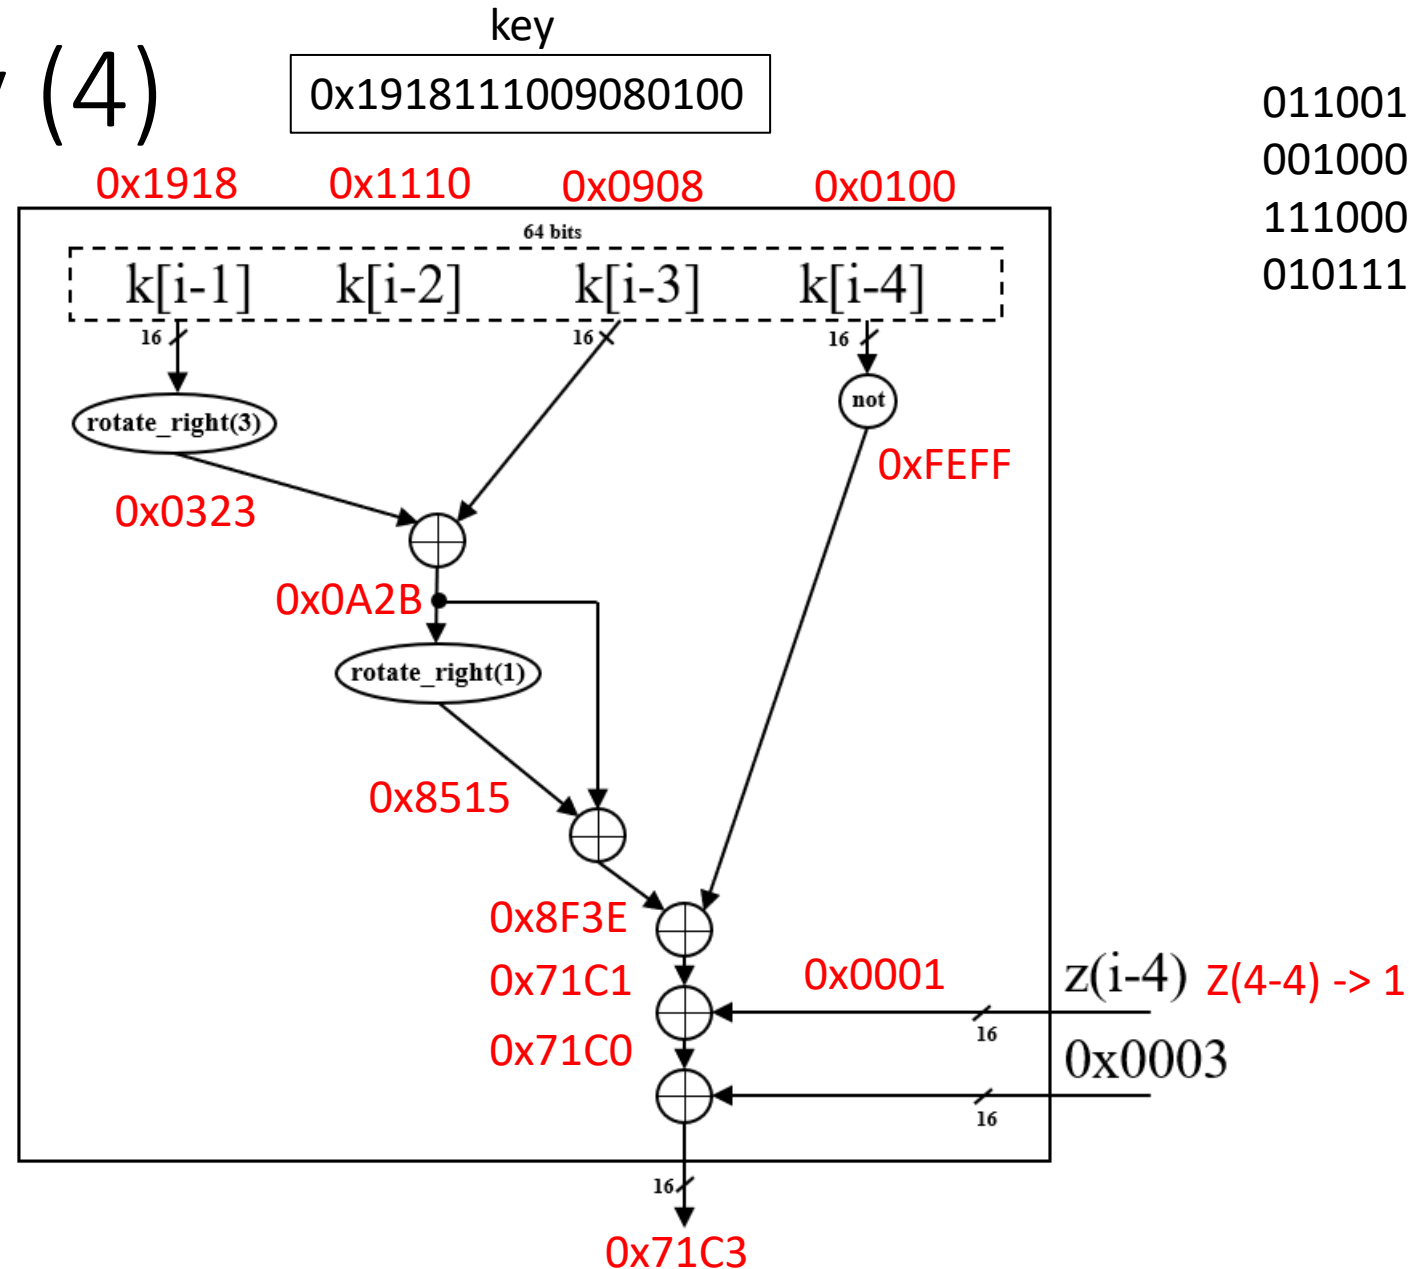 key
(4)
0x1918111009080100
011001
001000
111000
010111
0x1918 0x1110 0x0908 0x0100
64 bits
k[i-1] k[i-2] k[i-3] k[i-4]
16 16 16
rotate_right(3) not
0xFEFF
0x0323
0x0A2B
rotate_right(1)
0x8515
0x8F3E
0x71C1 0x0001 z(i-4) Z(4-4) -> 1
16
0x71C0 0x0003
16
16
0x71C3